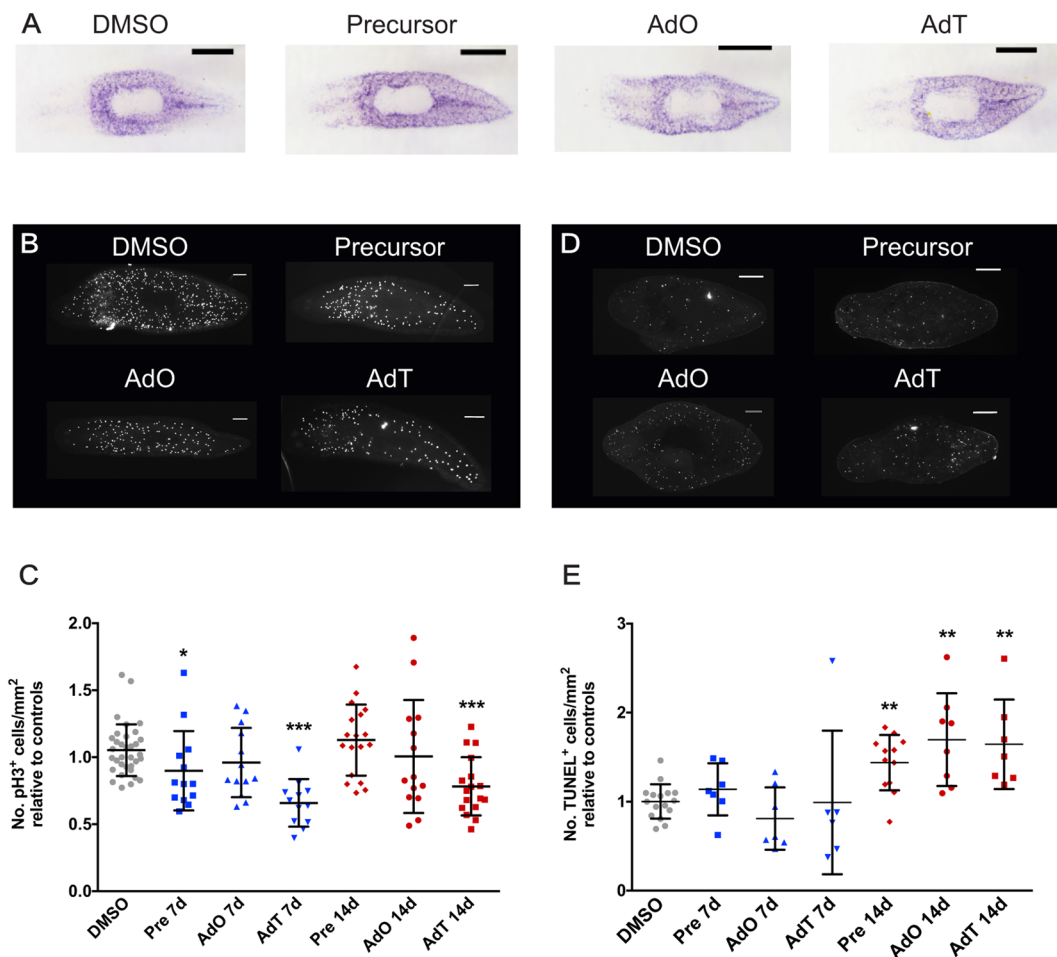 A
DMSO Precursor AdO AdT
B
DMSO Precursor
AdO AdT
D
DMSO Precursor
AdO AdT
C
No. pH3⁺ cells/mm²
relative to controls
2.0
1.5
1.0
0.5
0.0
* *** ***
DMSO Pre 7d AdO 7d AdT 7d Pre 14d AdO 14d AdT 14d
E
No. TUNEL⁺ cells/mm²
relative to controls
3
2
1
0
** ** **
DMSO Pre 7d AdO 7d AdT 7d Pre 14d AdO 14d AdT 14d